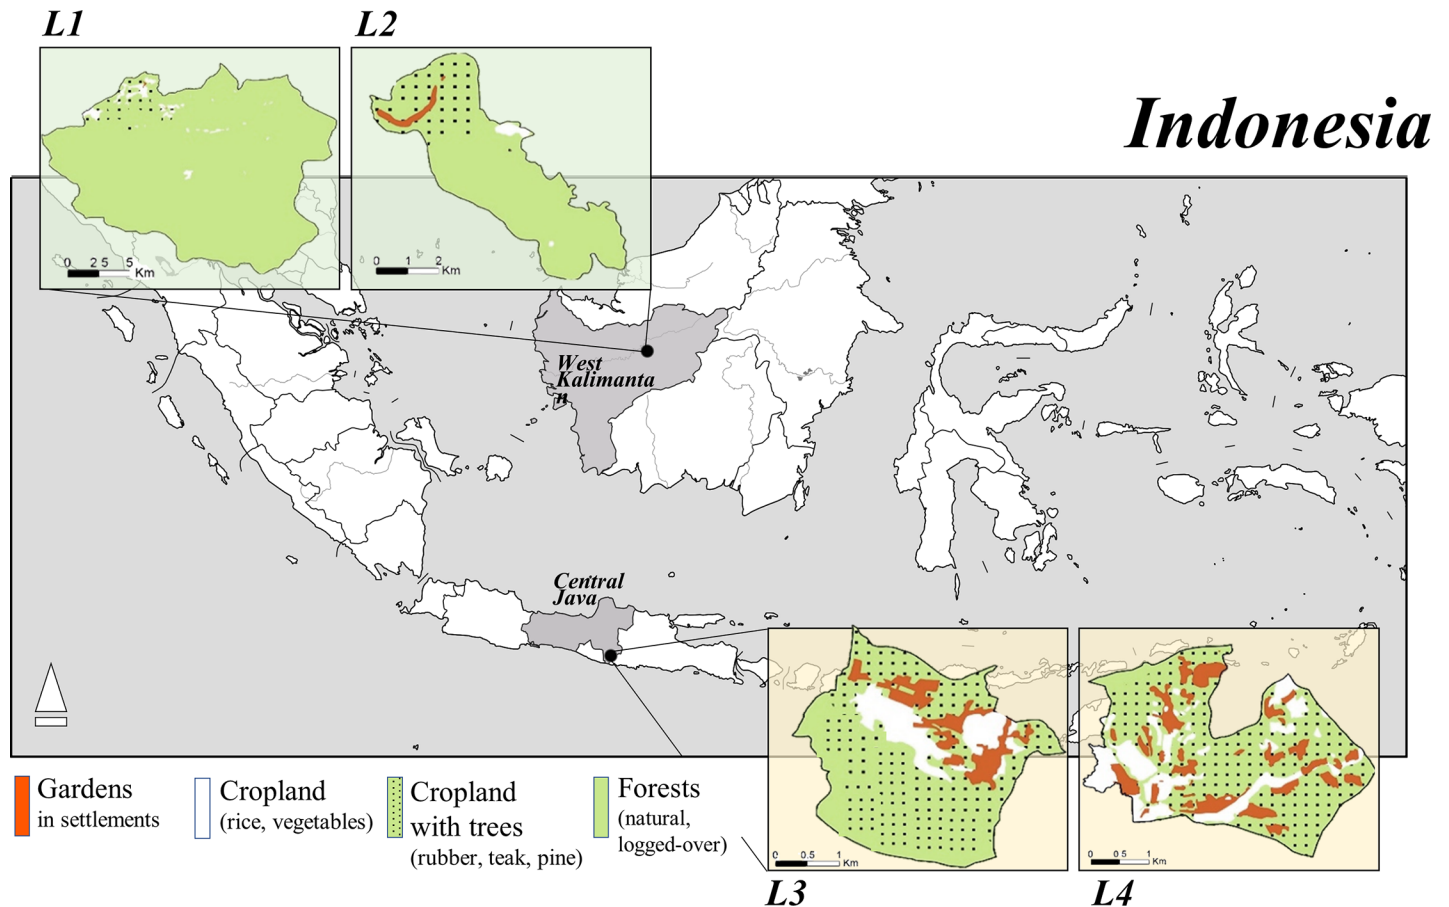 L1
L2
Indonesia
0 2 5 5
Km
0 1 2
Km
West
Kalimanta
n
Central
Java
Gardens
in settlements
Cropland
(rice, vegetables)
Cropland
with trees
(rubber, teak, pine)
Forests
(natural,
logged-over)
0 0.5 1
Km
0 0 5 1
Km
L3
L4